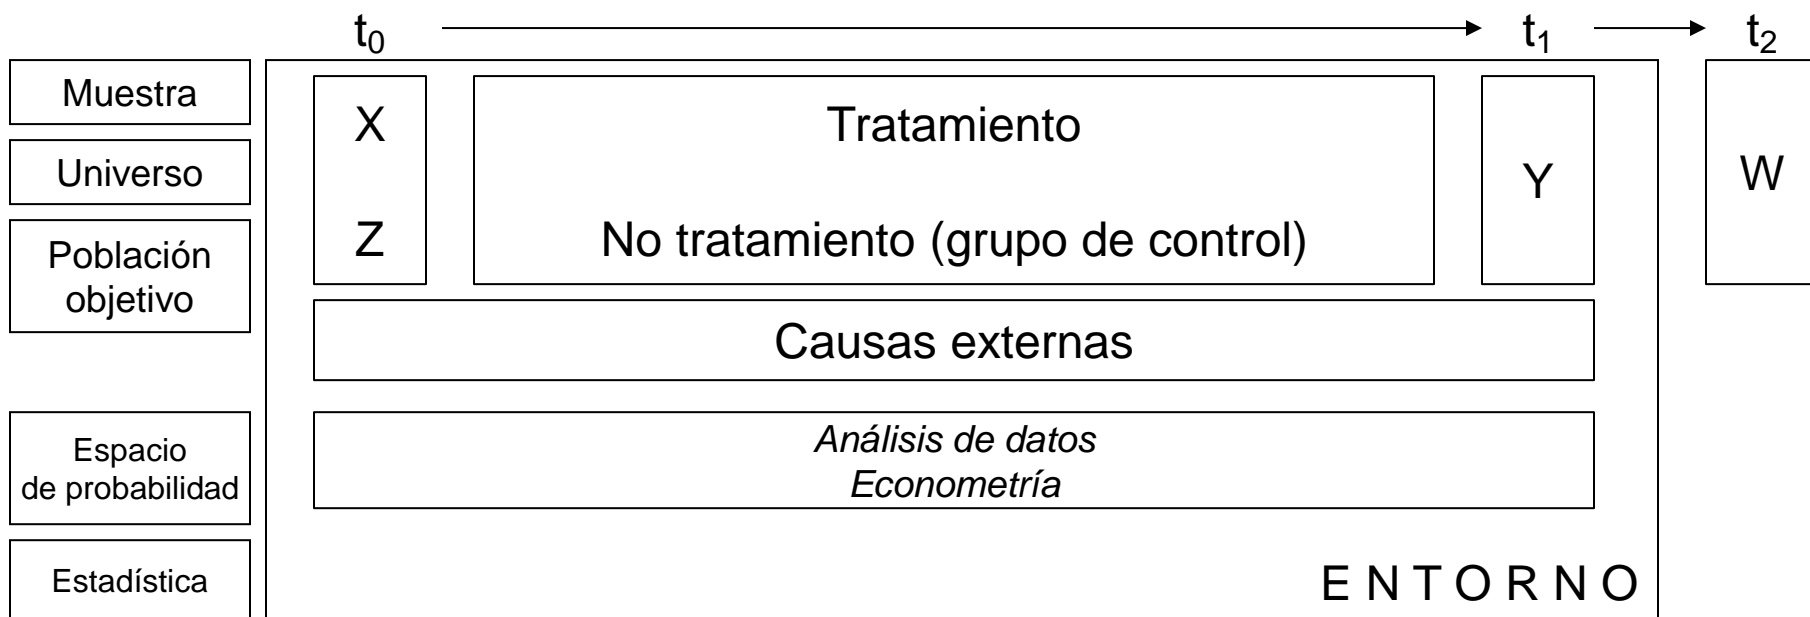 t₀
t₁
t₂
Muestra
Universo
Población
objetivo
Espacio
de probabilidad
Estadística
X
Z
Tratamiento
No tratamiento (grupo de control)
Y
W
Causas externas
Análisis de datos
Econometría
E N T O R N O